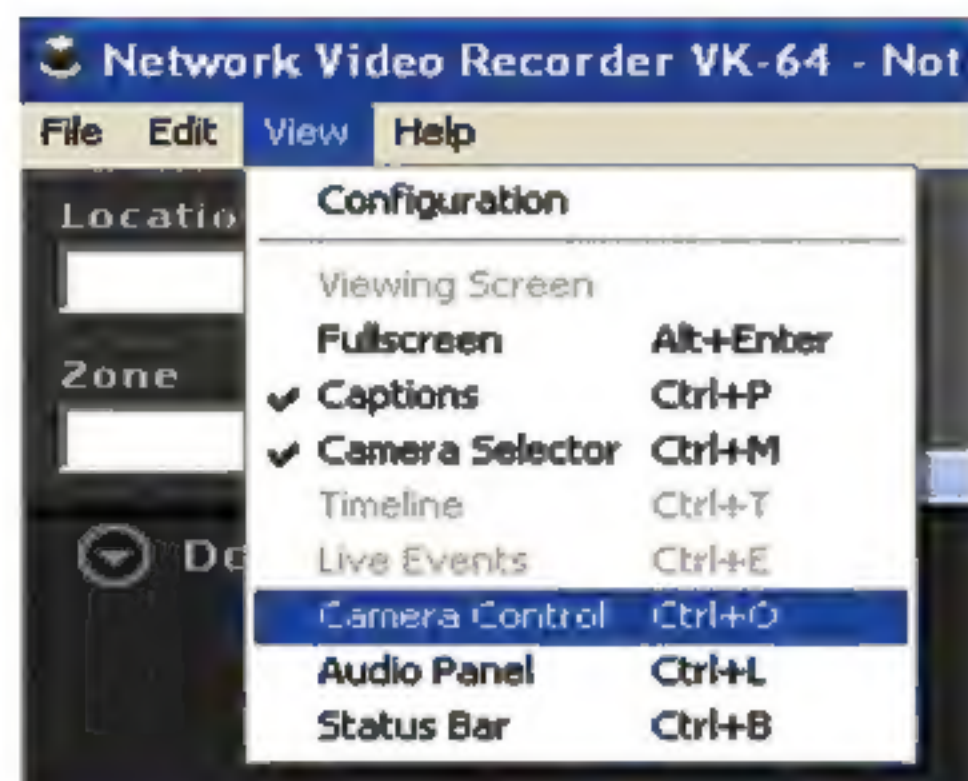 Network Video Recorder VK-64 - Not
File Edit View Help
Configuration
Locatio
Viewing Screen
Fullscreen Alt+Enter
Zone
Captions Ctrl+P
Camera Selector Ctrl+M
Timeline Ctrl+T
Live Events Ctrl+E
Camera Control Ctrl+O
Audio Panel Ctrl+L
Status Bar Ctrl+B